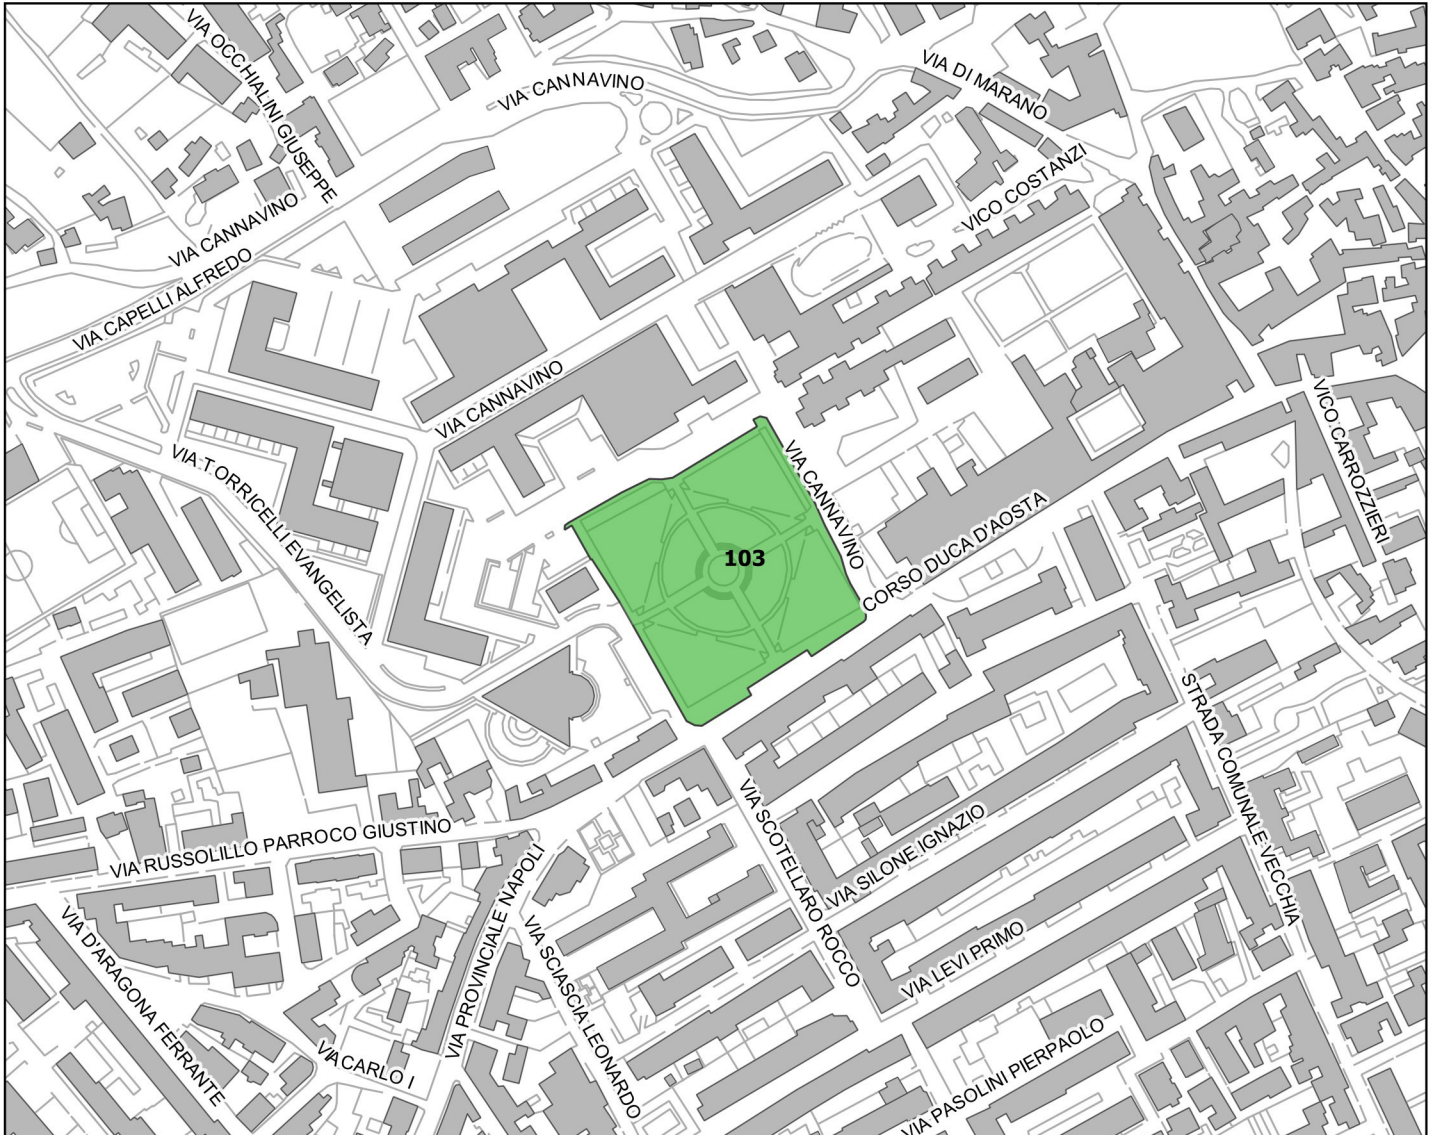 VIA OCCHIALINI GIUSEPPE
VIA CANNAVINO
VIA DI MARANO
VICO COSTANZI
VIA CANNAVINO
VIA CAPELLI ALFREDO
VIA CANNAVINO
VICO CARROZZIERI
VIA TORRICELLI EVANGELISTA
VIA CANNAVINO
103
CORSO DUCA D'AOSTA
STRADA COMUNALE VECCHIA
VIA SCOTELLARO ROCCO
VIA SILONE IGNAZIO
VIA RUSSOLILLO PARROCO GIUSTINO
VIA PROVINCIALE NAPOLI
VIA D'ARAGONA FERRANTE
VIA SCIASCIA LEONARDO
VIA LEVI PRIMO
VIA CARLO I
VIA PASOLINI PIERPAOLO